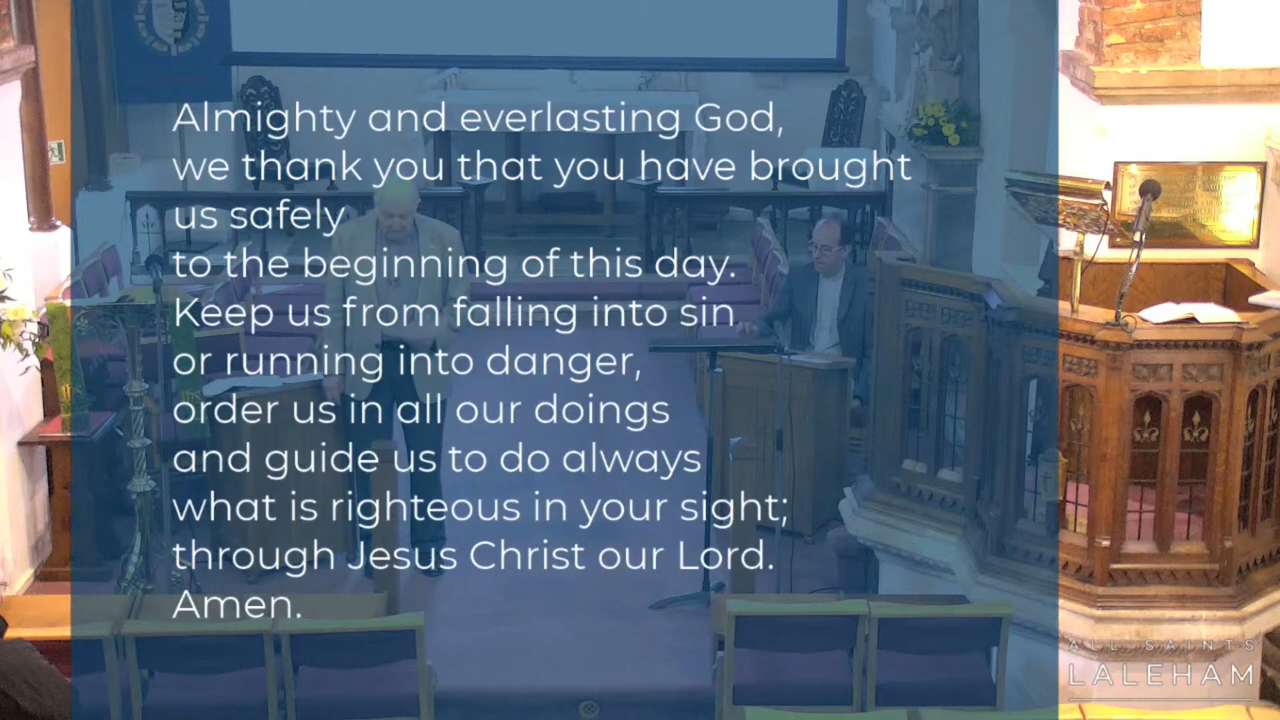 Almighty and everlasting God,
we thank you that you have brought
us safely
to the beginning of this day.
Keep us from falling into sin
or running into danger,
order us in all our doings
and guide us to do always
what is righteous in your sight;
through Jesus Christ our Lord.
Amen.
ALL SAINTS
LALEHAM